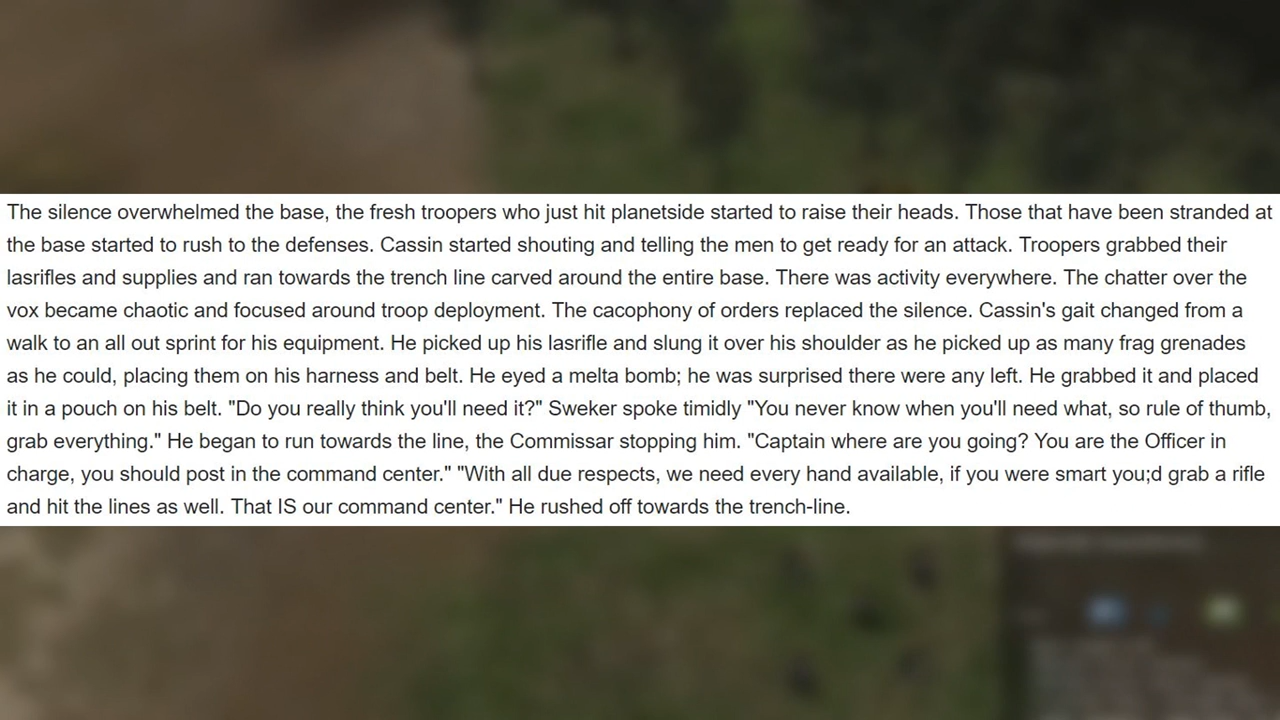 The silence overwhelmed the base, the fresh troopers who just hit planetside started to raise their heads. Those that have been stranded at
the base started to rush to the defenses. Cassin started shouting and telling the men to get ready for an attack. Troopers grabbed their
lasrifles and supplies and ran towards the trench line carved around the entire base. There was activity everywhere. The chatter over the
vox became chaotic and focused around troop deployment. The cacophony of orders replaced the silence. Cassin's gait changed from a
walk to an all out sprint for his equipment. He picked up his lasrifle and slung it over his shoulder as he picked up as many frag grenades
as he could, placing them on his harness and belt. He eyed a melta bomb; he was surprised there were any left. He grabbed it and placed
it in a pouch on his belt. "Do you really think you'll need it?" Sweker spoke timidly "You never know when you'll need what, so rule of thumb,
grab everything." He began to run towards the line, the Commissar stopping him. "Captain where are you going? You are the Officer in
charge, you should post in the command center." "With all due respects, we need every hand available, if you were smart you;d grab a rifle
and hit the lines as well. That IS our command center." He rushed off towards the trench-line.